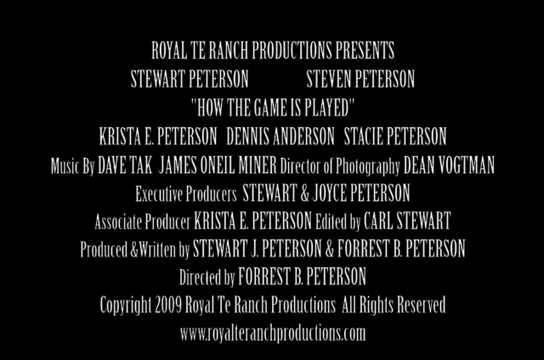 ROYAL TE RANCH PRODUCTIONS PRESENTS
STEWART PETERSON STEVEN PETERSON
"HOW THE GAME IS PLAYED"
KRISTA E. PETERSON DENNIS ANDERSON STACIE PETERSON
Music By DAVE TAK JAMES ONEIL MINER Director of Photography DEAN VOGTMAN
Executive Producers STEWART & JOYCE PETERSON
Associate Producer KRISTA E. PETERSON Edited by CARL STEWART
Produced &Written by STEWART J. PETERSON & FORREST B. PETERSON
Directed by FORREST B. PETERSON
Copyright 2009 Royal Te Ranch Productions All Rights Reserved
www.royalteranchproductions.com